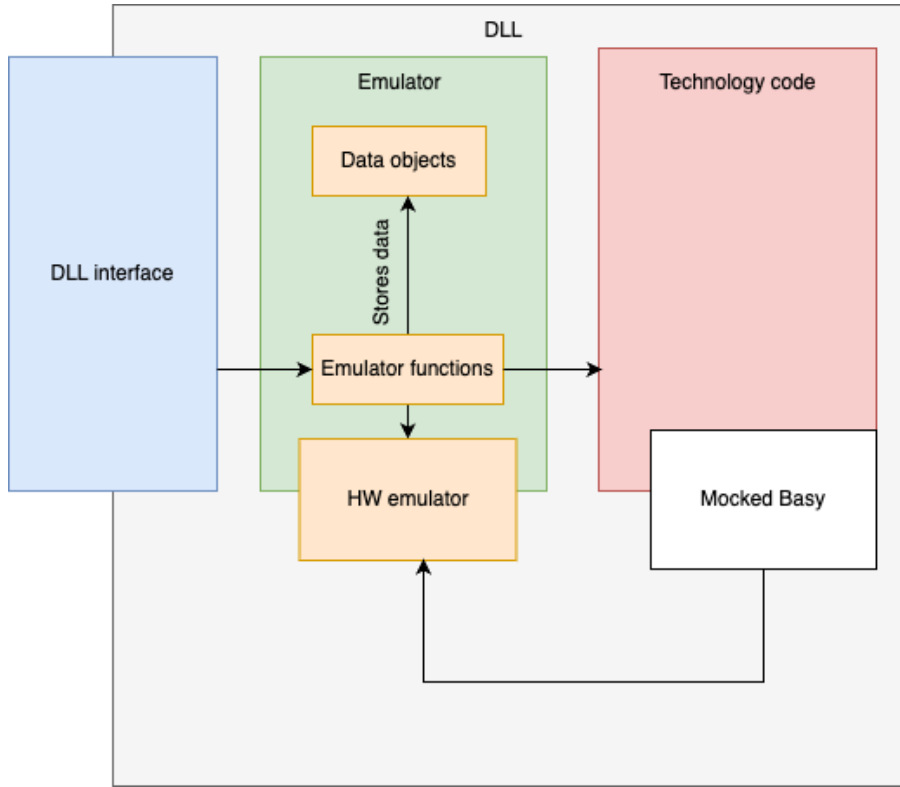 DLL
Emulator
Technology code
Data objects
Stores data
DLL interface
Emulator functions
HW emulator
Mocked Basy